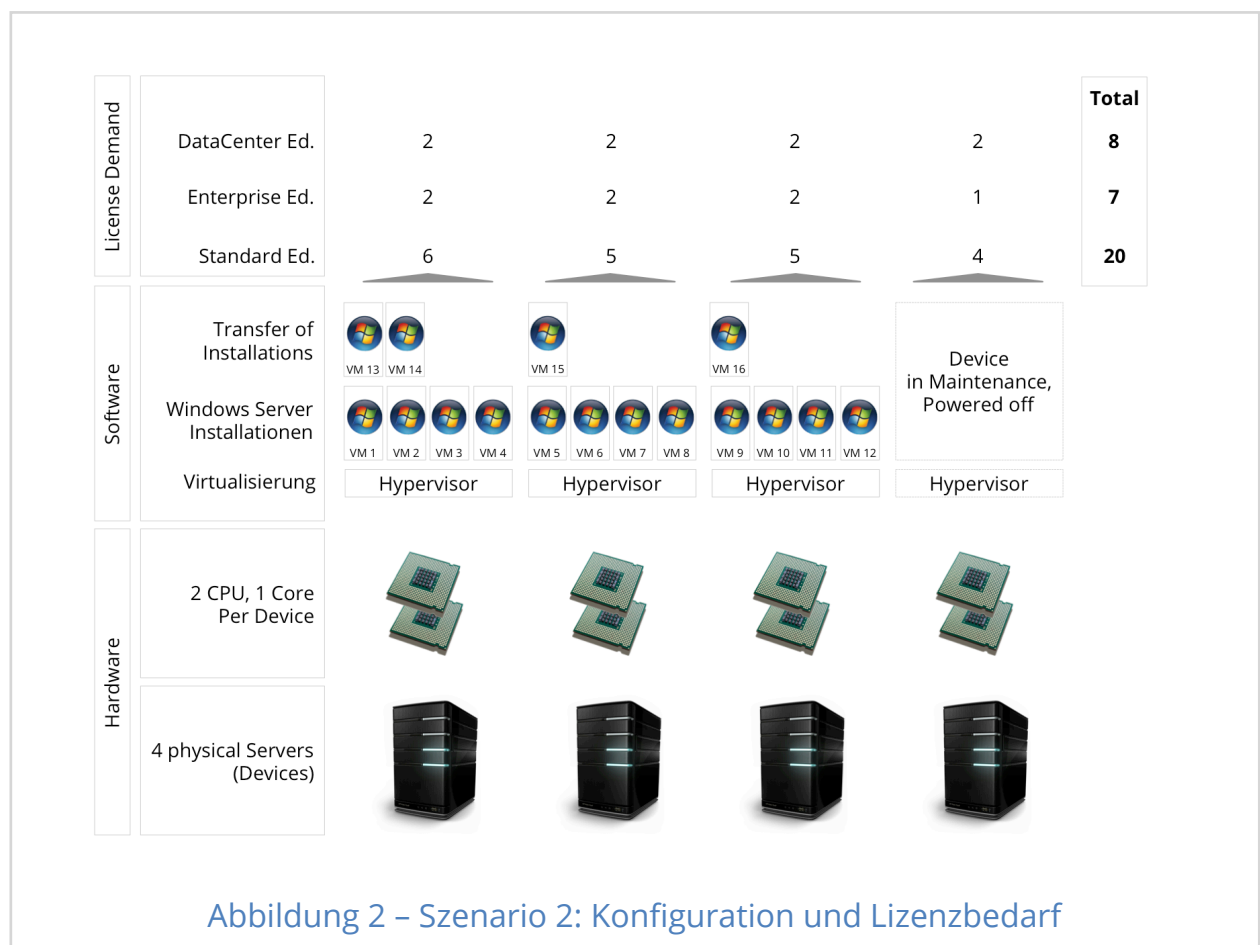 License Demand
Total
DataCenter Ed. 2 2 2 2 8
Enterprise Ed. 2 2 2 1 7
Standard Ed. 6 5 5 4 20
Software
Transfer of
Installations
VM 13 VM 14 VM 15 VM 16
Device
in Maintenance,
Powered off
Windows Server
Installationen
VM 1 VM 2 VM 3 VM 4 VM 5 VM 6 VM 7 VM 8 VM 9 VM 10 VM 11 VM 12
Virtualisierung Hypervisor Hypervisor Hypervisor Hypervisor
Hardware
2 CPU, 1 Core
Per Device
4 physical Servers
(Devices)
Abbildung 2 – Szenario 2: Konfiguration und Lizenzbedarf